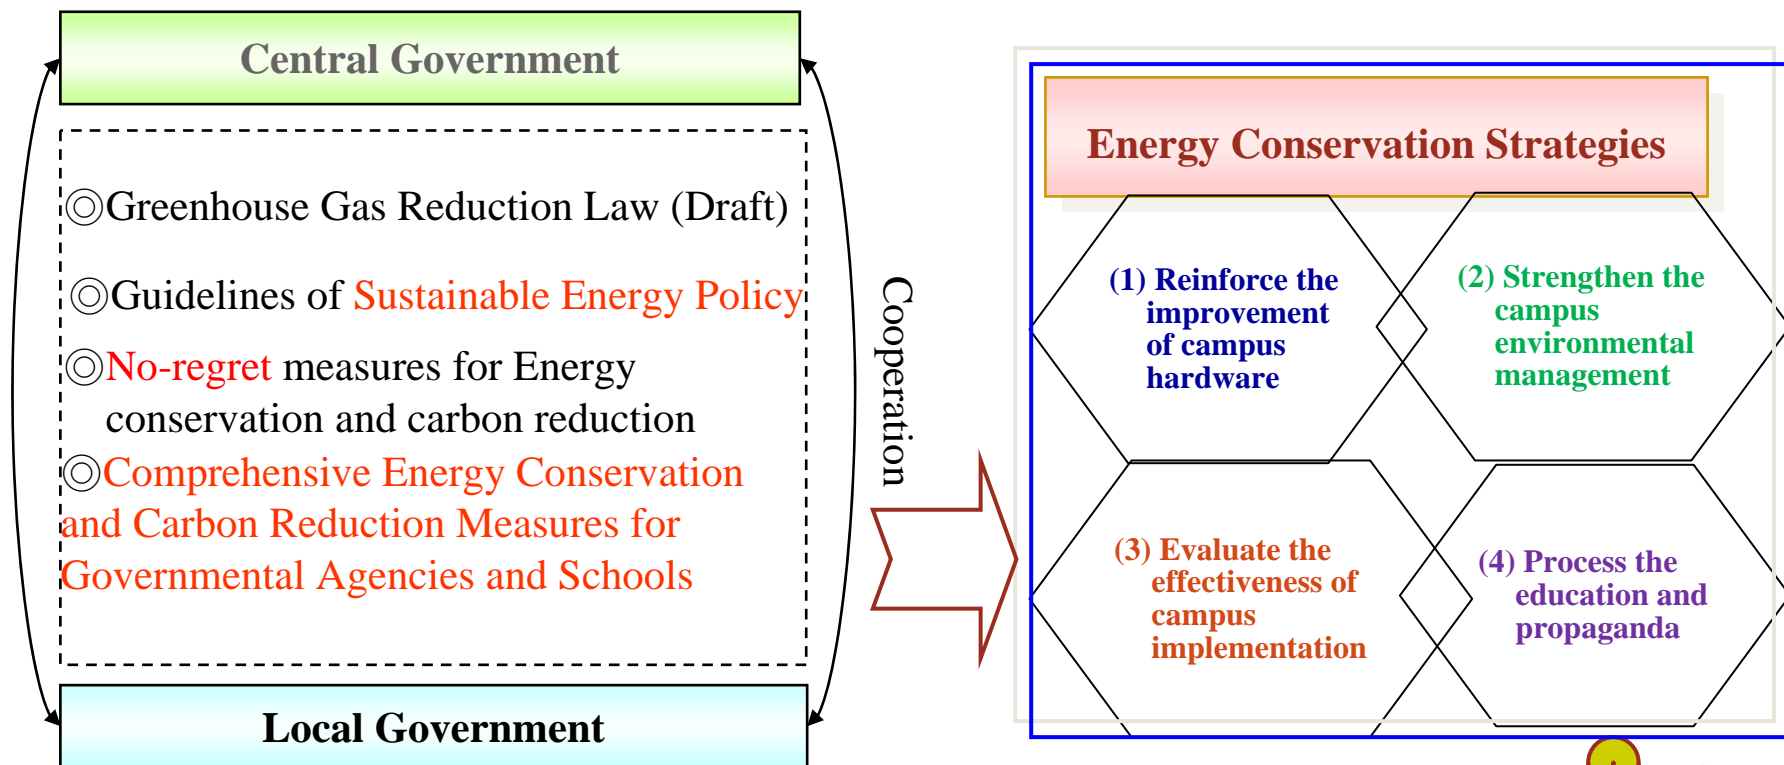 Central Government
◎Greenhouse Gas Reduction Law (Draft)
◎Guidelines of Sustainable Energy Policy
◎No-regret measures for Energy
conservation and carbon reduction
◎Comprehensive Energy Conservation
and Carbon Reduction Measures for
Governmental Agencies and Schools
Local Government
Cooperation
Energy Conservation Strategies
(1) Reinforce the
improvement
of campus
hardware
(2) Strengthen the
campus
environmental
management
(3) Evaluate the
effectiveness of
campus
implementation
(4) Process the
education and
propaganda